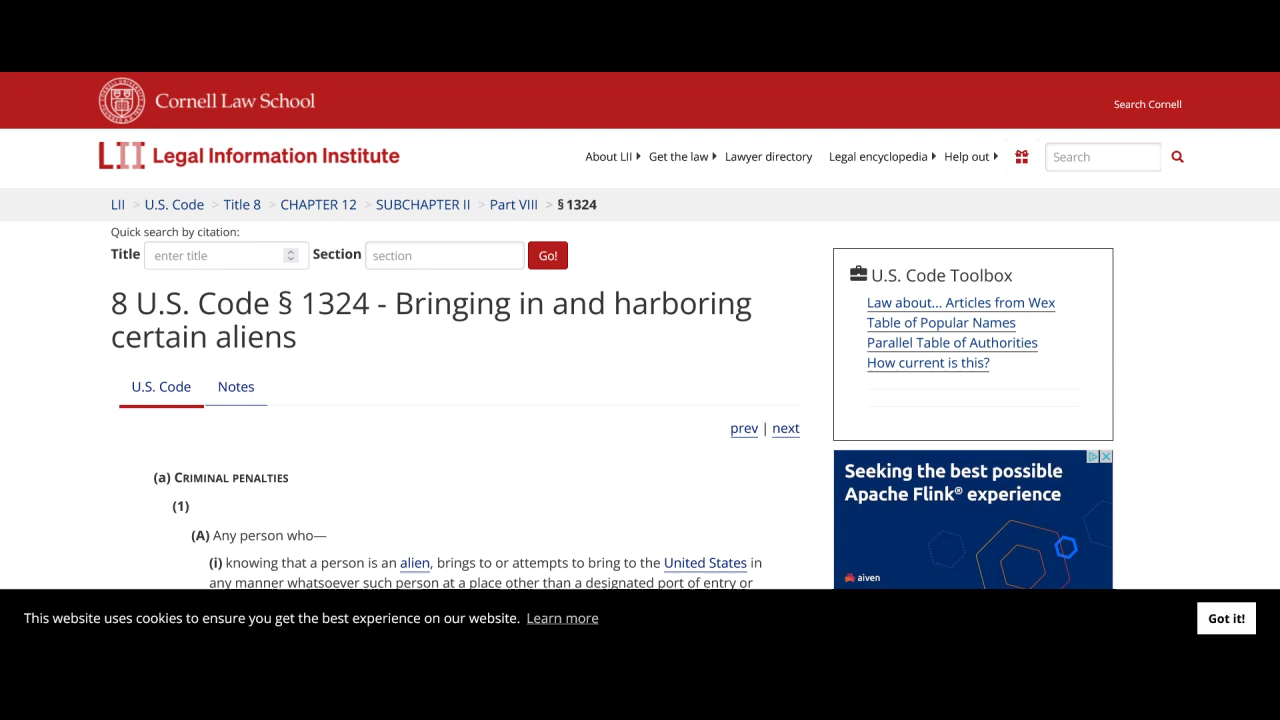 Cornell Law School
Search Cornell
LII Legal Information Institute
About LII
Get the law
Lawyer directory
Legal encyclopedia
Help out
Search
LII > U.S. Code > Title 8 > CHAPTER 12 > SUBCHAPTER II > Part VIII > § 1324
Quick search by citation:
Title enter title Section section Go!
8 U.S. Code § 1324 - Bringing in and harboring
certain aliens
U.S. Code Notes
prev | next
(a) CRIMINAL PENALTIES
(1)
(A) Any person who—
(i) knowing that a person is an alien, brings to or attempts to bring to the United States in
any manner whatsoever such person at a place other than a designated port of entry or
U.S. Code Toolbox
Law about... Articles from Wex
Table of Popular Names
Parallel Table of Authorities
How current is this?
Seeking the best possible
Apache Flink® experience
aiven
This website uses cookies to ensure you get the best experience on our website. Learn more
Got it!